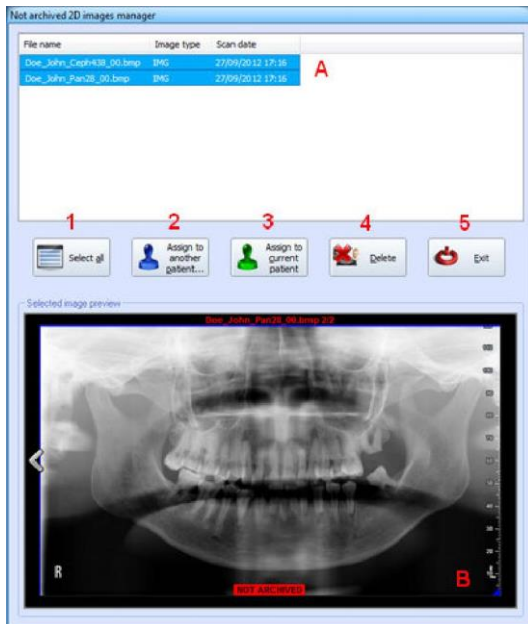 Not archived 2D images manager
File name Image type Scan date
Doe_John_Ceph438_00.bmp IMG 27/09/2012 17:16
Doe_John_Pan28_00.bmp IMG 27/09/2012 17:16
A
1 2 3 4 5
Select all
Assign to another patient...
Assign to current patient
Delete
Exit
Selected image preview
Doe_John_Pan28_00.bmp 2/2
R
B
NOT ARCHIVED